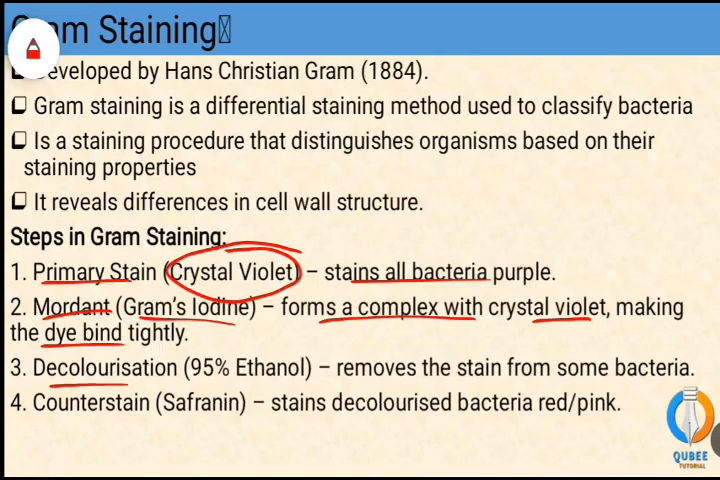 Gram Staining
Developed by Hans Christian Gram (1884).
Gram staining is a differential staining method used to classify bacteria
Is a staining procedure that distinguishes organisms based on their
staining properties
It reveals differences in cell wall structure.
Steps in Gram Staining:
1. Primary Stain (Crystal Violet) – stains all bacteria purple.
2. Mordant (Gram's Iodine) – forms a complex with crystal violet, making
the dye bind tightly.
3. Decolourisation (95% Ethanol) – removes the stain from some bacteria.
4. Counterstain (Safranin) – stains decolourised bacteria red/pink.
QUBEE
TUTORIAL